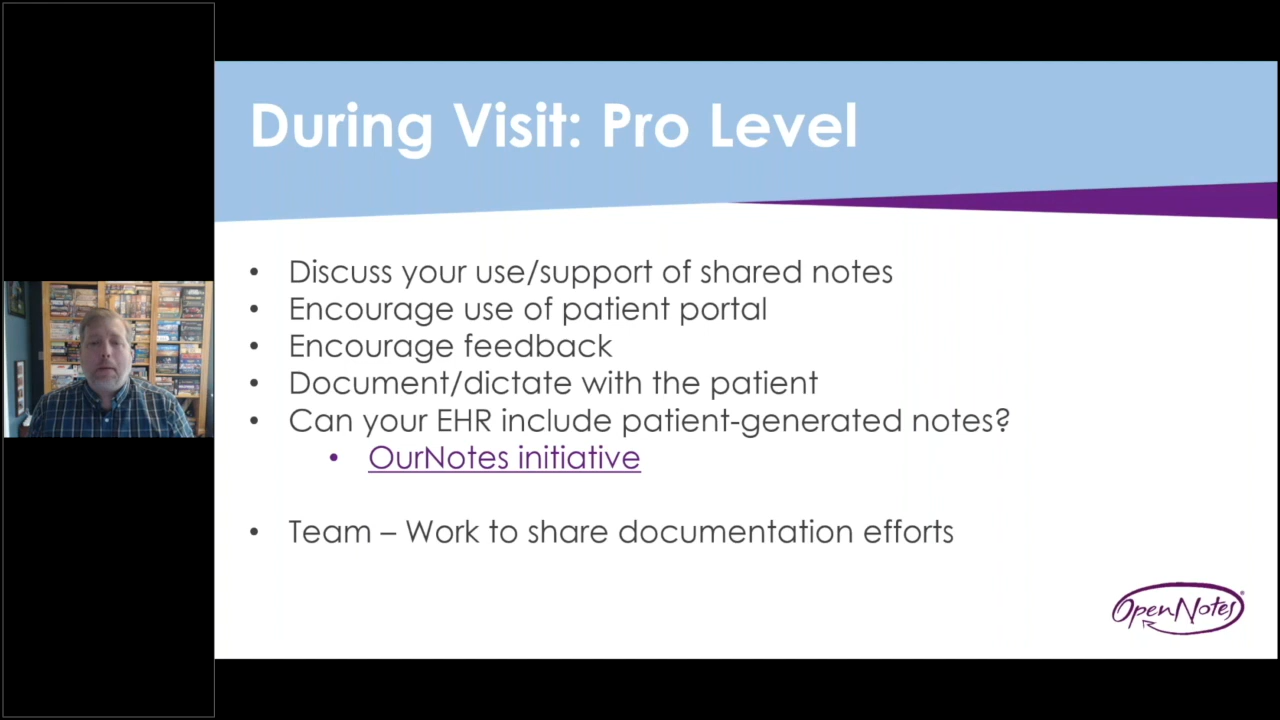 During Visit: Pro Level
• Discuss your use/support of shared notes
• Encourage use of patient portal
• Encourage feedback
• Document/dictate with the patient
• Can your EHR include patient-generated notes?
• OurNotes initiative
• Team – Work to share documentation efforts
OpenNotes®